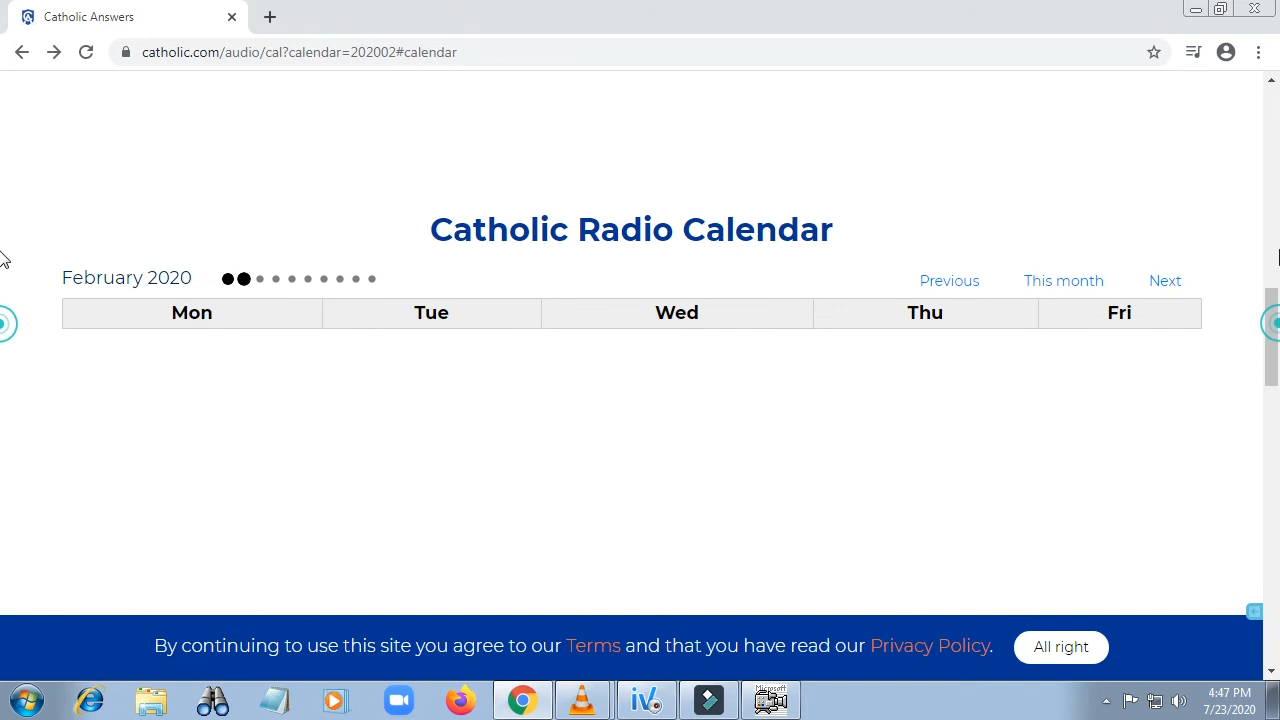 Catholic Answers
catholic.com/audio/cal?calendar=202002#calendar
Catholic Radio Calendar
February 2020
Previous This month Next
Mon Tue Wed Thu Fri
By continuing to use this site you agree to our Terms and that you have read our Privacy Policy. All right
iV
Microsoft
4:47 PM
7/23/2020